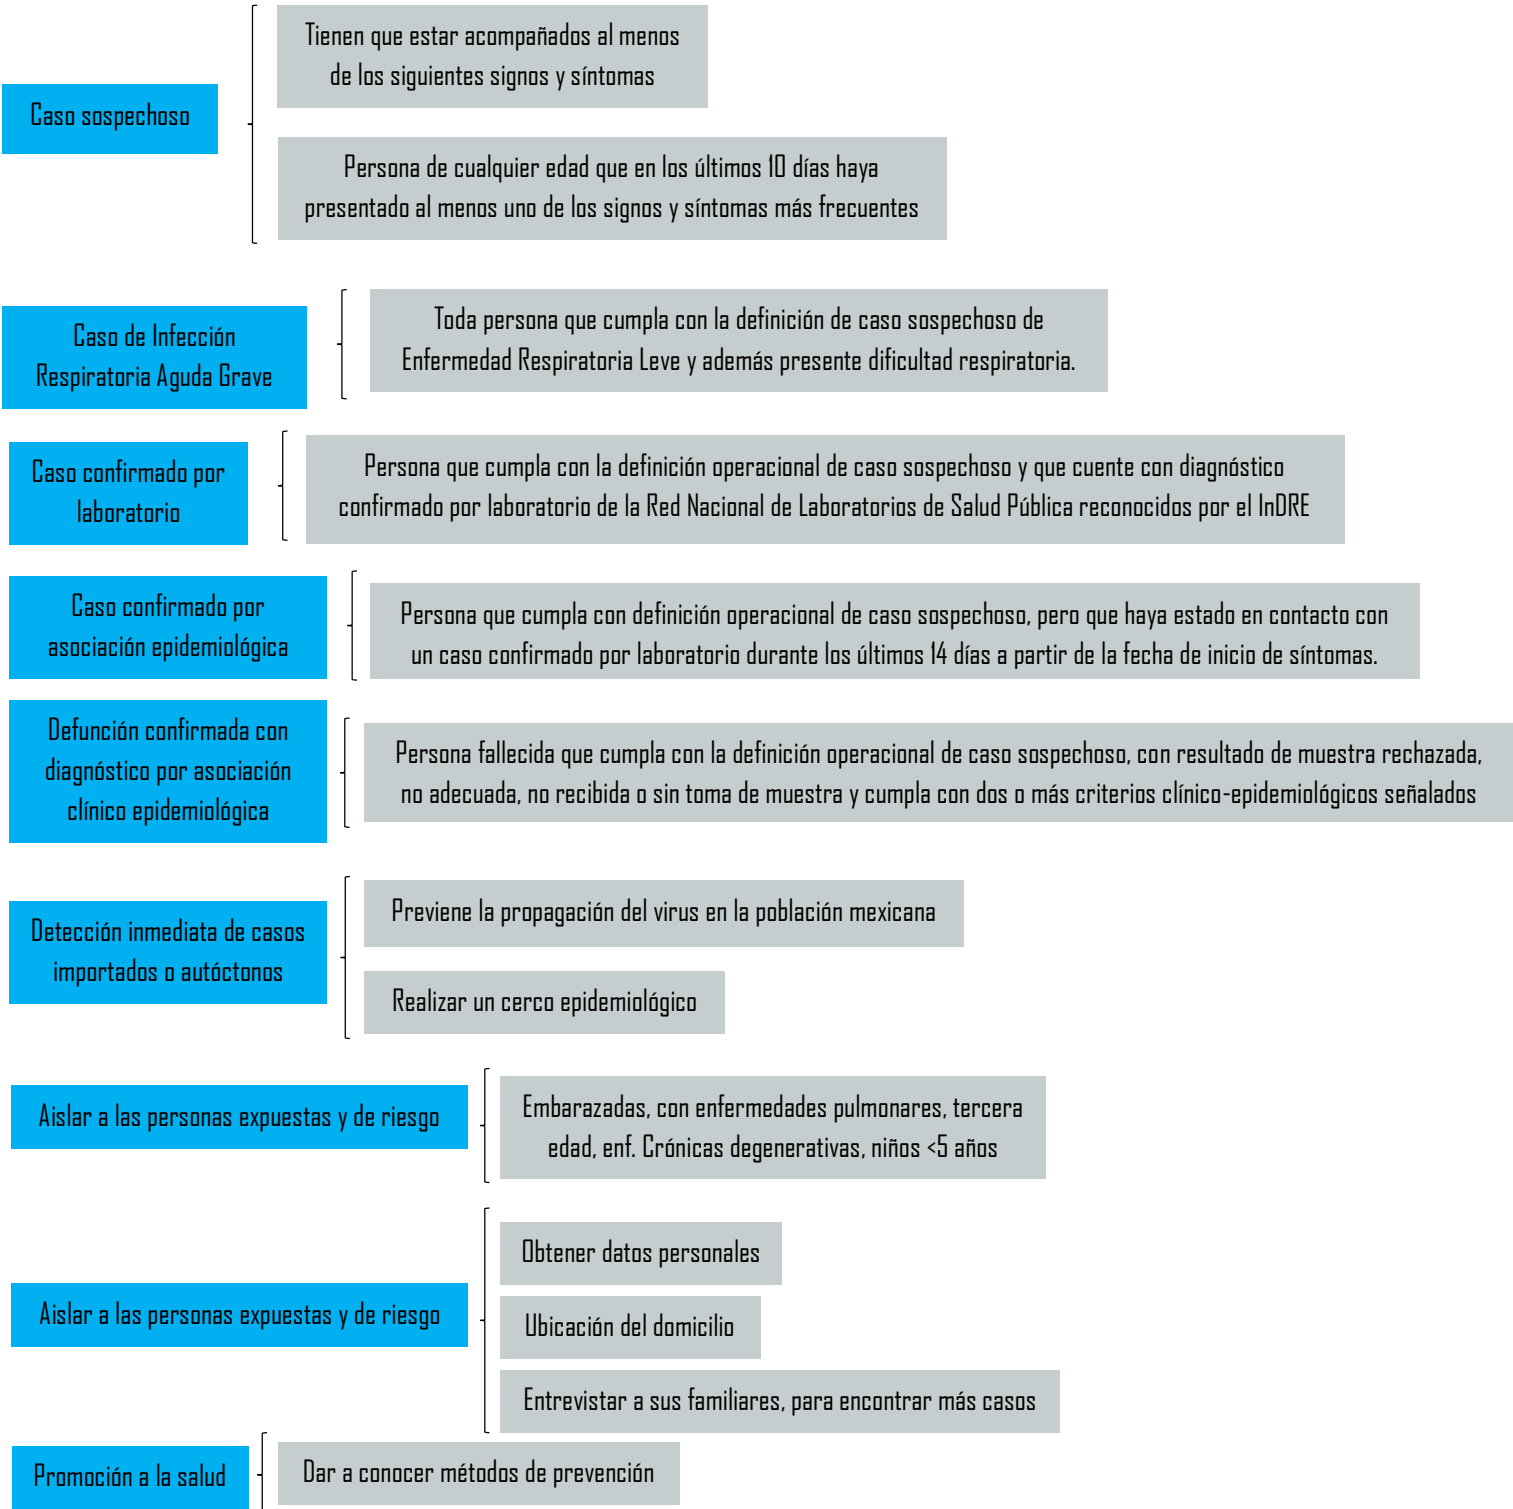 Caso sospechoso
Tienen que estar acompañados al menos
de los siguientes signos y síntomas
Persona de cualquier edad que en los últimos 10 días haya
presentado al menos uno de los signos y síntomas más frecuentes
Caso de Infección
Respiratoria Aguda Grave
Toda persona que cumpla con la definición de caso sospechoso de
Enfermedad Respiratoria Leve y además presente dificultad respiratoria.
Caso confirmado por
laboratorio
Persona que cumpla con la definición operacional de caso sospechoso y que cuente con diagnóstico
confirmado por laboratorio de la Red Nacional de Laboratorios de Salud Pública reconocidos por el InDRE
Caso confirmado por
asociación epidemiológica
Persona que cumpla con definición operacional de caso sospechoso, pero que haya estado en contacto con
un caso confirmado por laboratorio durante los últimos 14 días a partir de la fecha de inicio de síntomas.
Defunción confirmada con
diagnóstico por asociación
clínico epidemiológica
Persona fallecida que cumpla con la definición operacional de caso sospechoso, con resultado de muestra rechazada,
no adecuada, no recibida o sin toma de muestra y cumpla con dos o más criterios clínico-epidemiológicos señalados
Detección inmediata de casos
importados o autóctonos
Previene la propagación del virus en la población mexicana
Realizar un cerco epidemiológico
Aislar a las personas expuestas y de riesgo
Embarazadas, con enfermedades pulmonares, tercera
edad, enf. Crónicas degenerativas, niños <5 años
Aislar a las personas expuestas y de riesgo
Obtener datos personales
Ubicación del domicilio
Entrevistar a sus familiares, para encontrar más casos
Promoción a la salud
Dar a conocer métodos de prevención